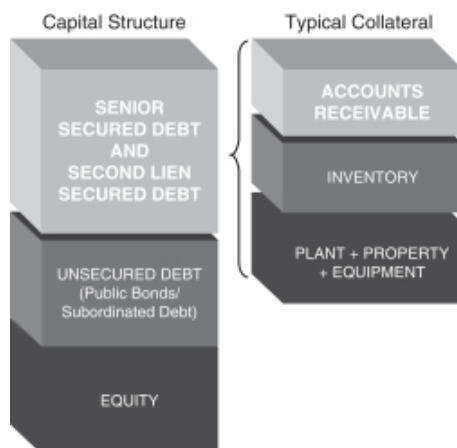 Capital Structure
SENIOR
SECURED DEBT
AND
SECOND LIEN
SECURED DEBT
UNSECURED DEBT
(Public Bonds/
Subordinated Debt)
EQUITY
Typical Collateral
ACCOUNTS
RECEIVABLE
INVENTORY
PLANT + PROPERTY
+ EQUIPMENT